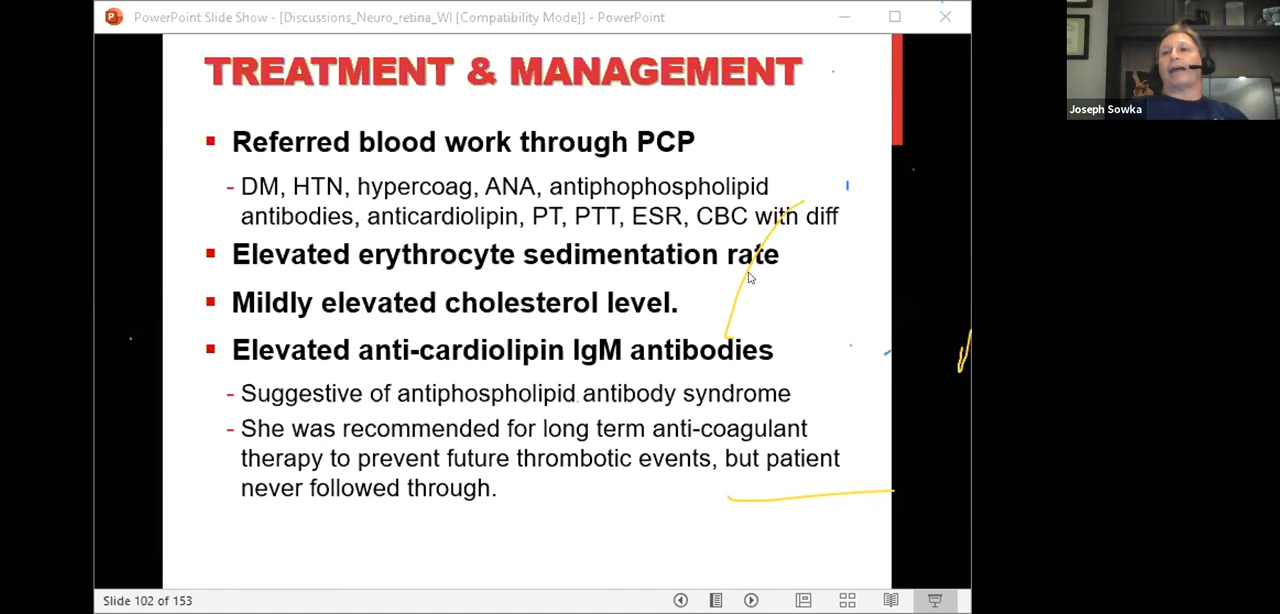 PowerPoint Slide Show - [Discussions_Neuro_retina_WI [Compatibility Mode]] - PowerPoint
TREATMENT & MANAGEMENT
▪ Referred blood work through PCP
- DM, HTN, hypercoag, ANA, antiphophospholipid
antibodies, anticardiolipin, PT, PTT, ESR, CBC with diff
▪ Elevated erythrocyte sedimentation rate
▪ Mildly elevated cholesterol level.
▪ Elevated anti-cardiolipin IgM antibodies
- Suggestive of antiphospholipid antibody syndrome
- She was recommended for long term anti-coagulant
therapy to prevent future thrombotic events, but patient
never followed through.
Slide 102 of 153
Joseph Sowka